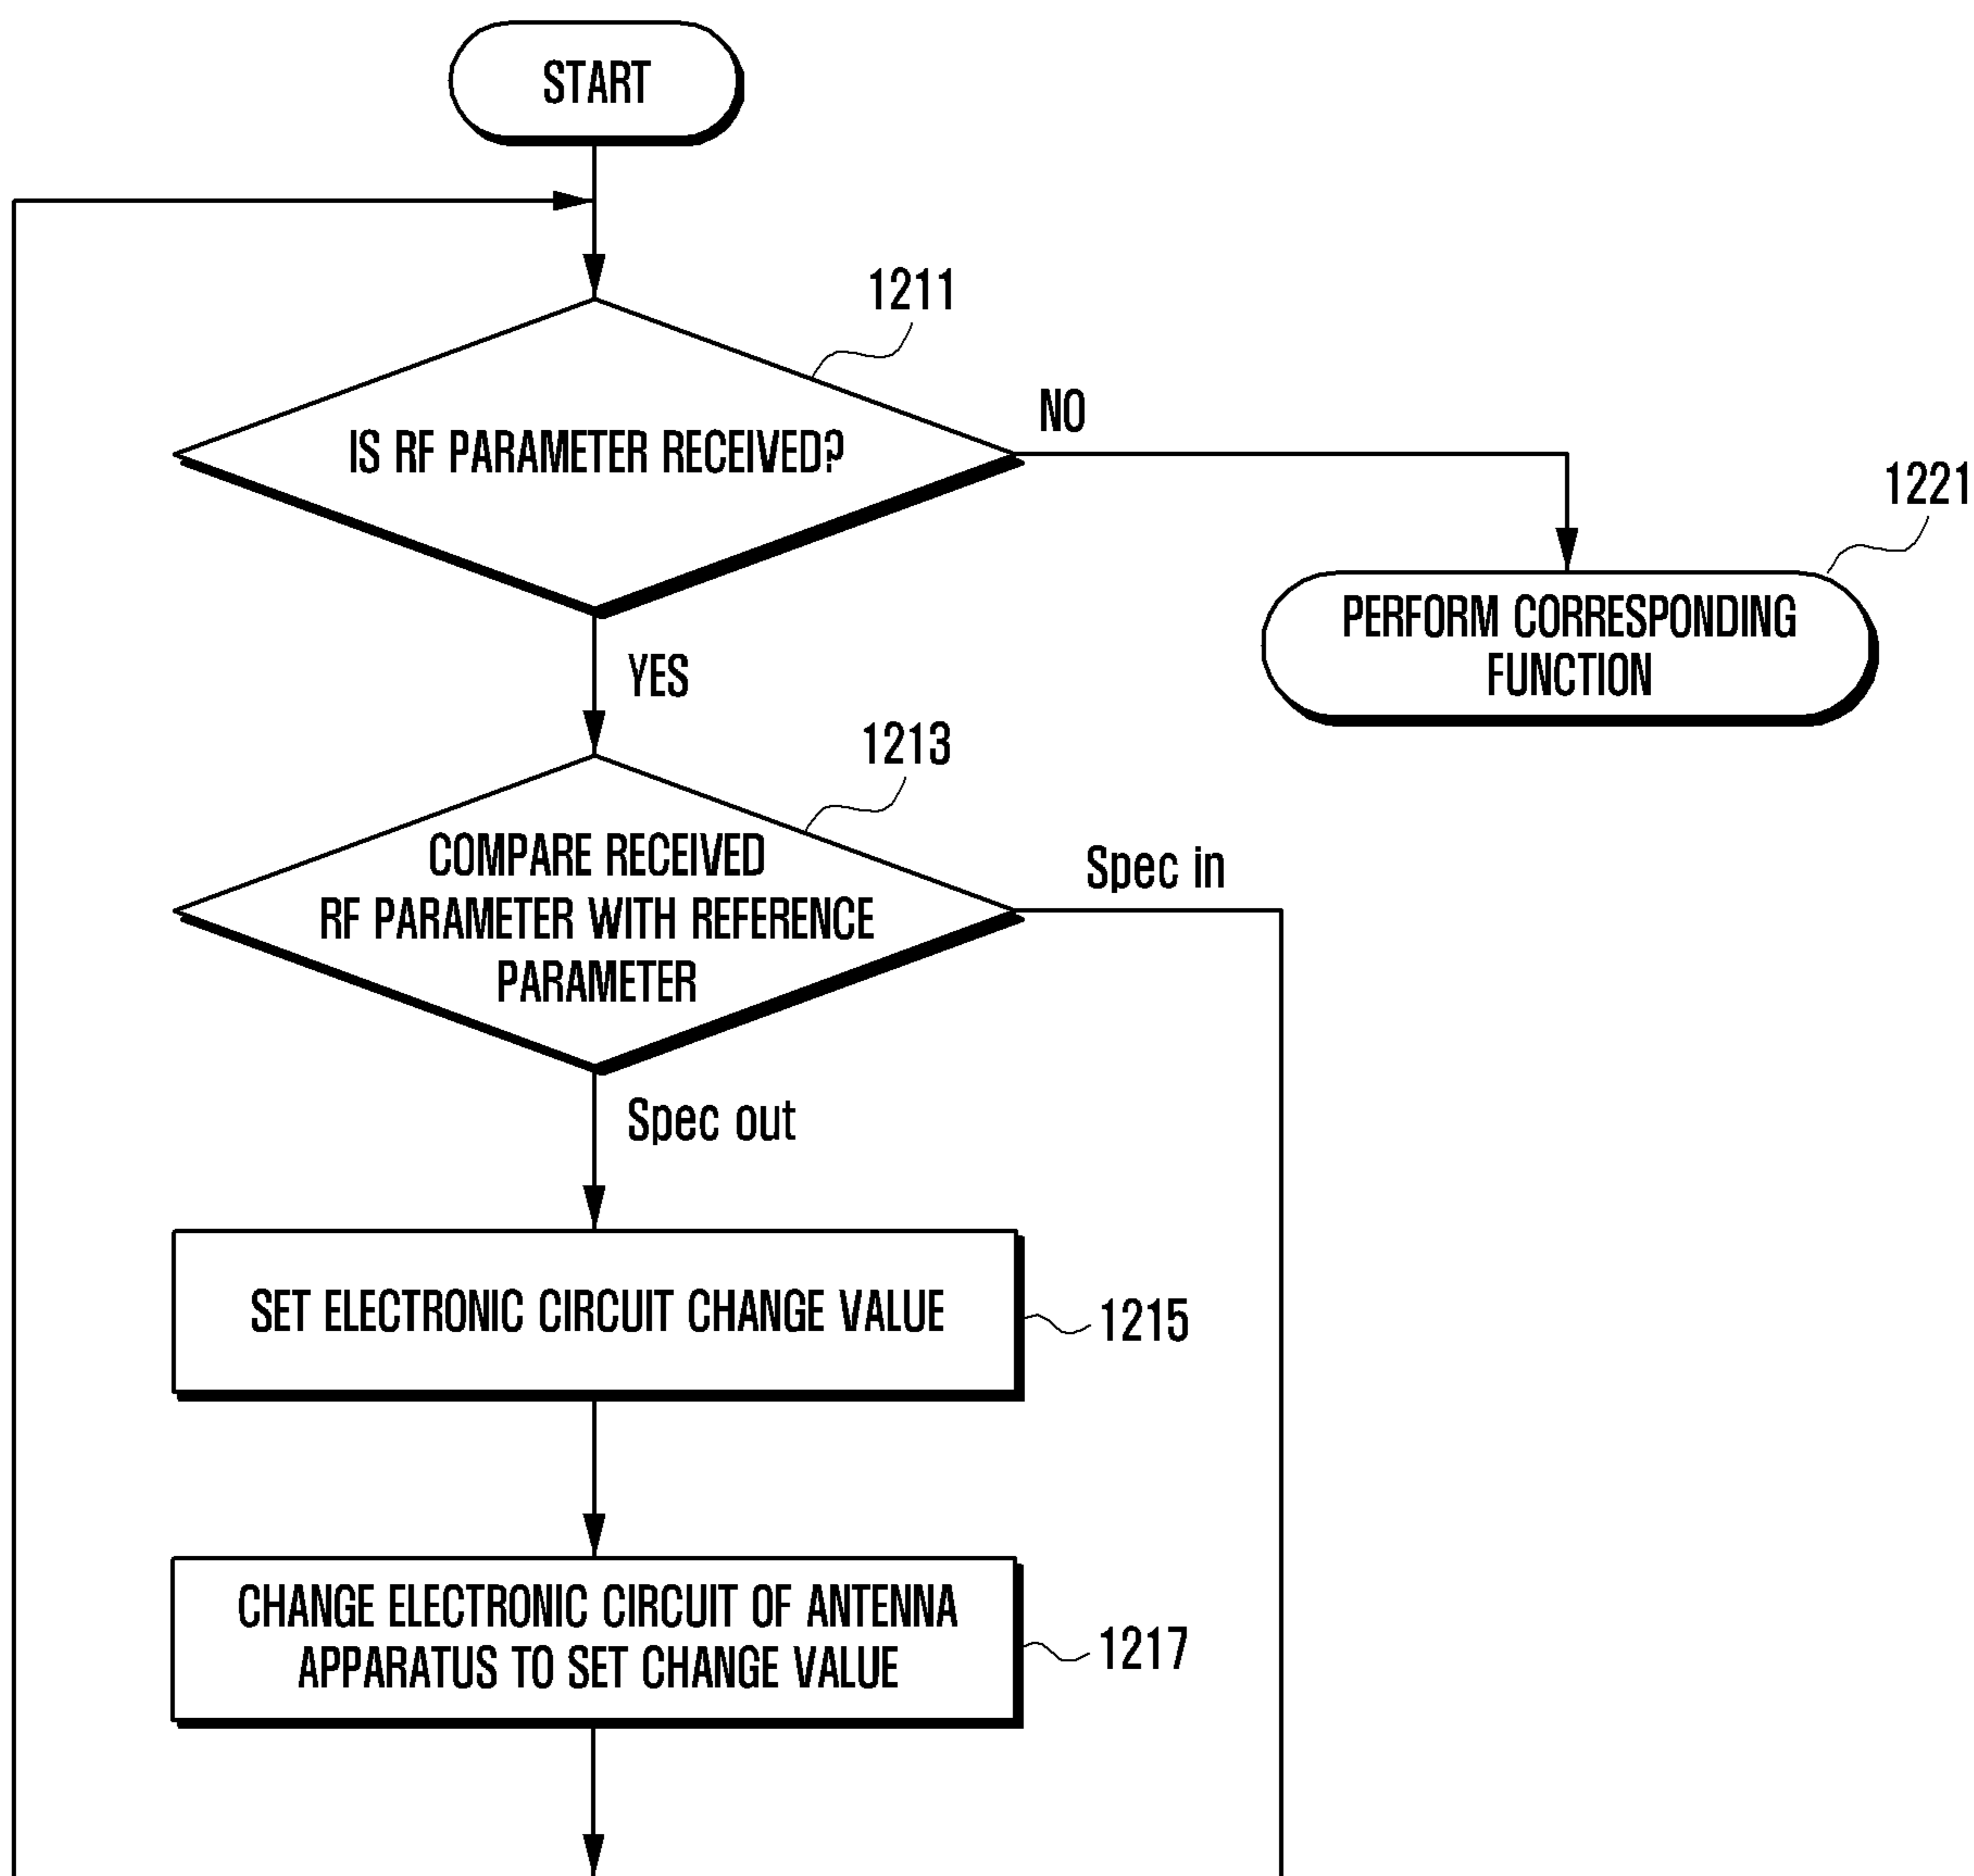 START
1211
IS RF PARAMETER RECEIVED?
NO
1221
PERFORM CORRESPONDING
FUNCTION
YES
1213
COMPARE RECEIVED
RF PARAMETER WITH REFERENCE
PARAMETER
Spec in
Spec out
SET ELECTRONIC CIRCUIT CHANGE VALUE
1215
CHANGE ELECTRONIC CIRCUIT OF ANTENNA
APPARATUS TO SET CHANGE VALUE
1217